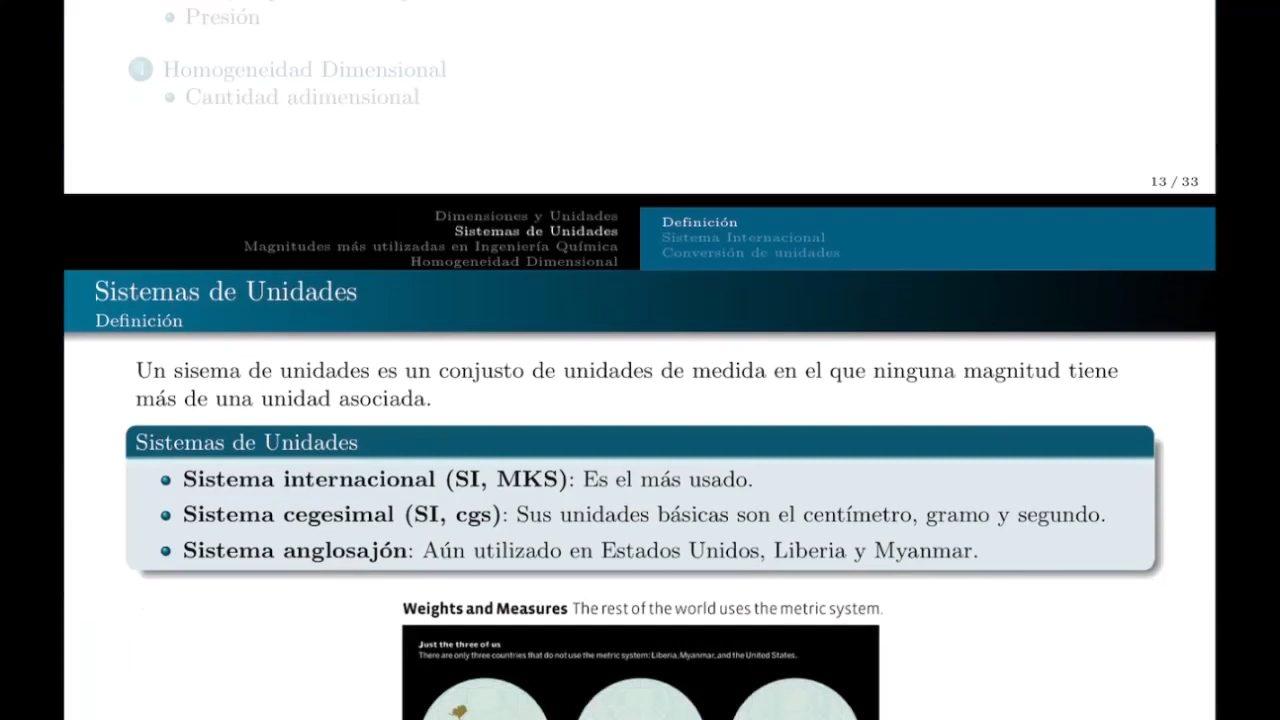 Presión
Homogeneidad Dimensional
Cantidad adimensional
13 / 33
Dimensiones y Unidades
Sistemas de Unidades
Magnitudes más utilizadas en Ingeniería Química
Homogeneidad Dimensional
Definición
Sistema Internacional
Conversión de unidades
Sistemas de Unidades
Definición
Un sisema de unidades es un conjusto de unidades de medida en el que ninguna magnitud tiene
más de una unidad asociada.
Sistemas de Unidades
Sistema internacional (SI, MKS): Es el más usado.
Sistema cegesimal (SI, cgs): Sus unidades básicas son el centímetro, gramo y segundo.
Sistema anglosajón: Aún utilizado en Estados Unidos, Liberia y Myanmar.
Weights and Measures The rest of the world uses the metric system.
Just the three of us
There are only three countries that do not use the metric system: Liberia, Myanmar, and the United States.